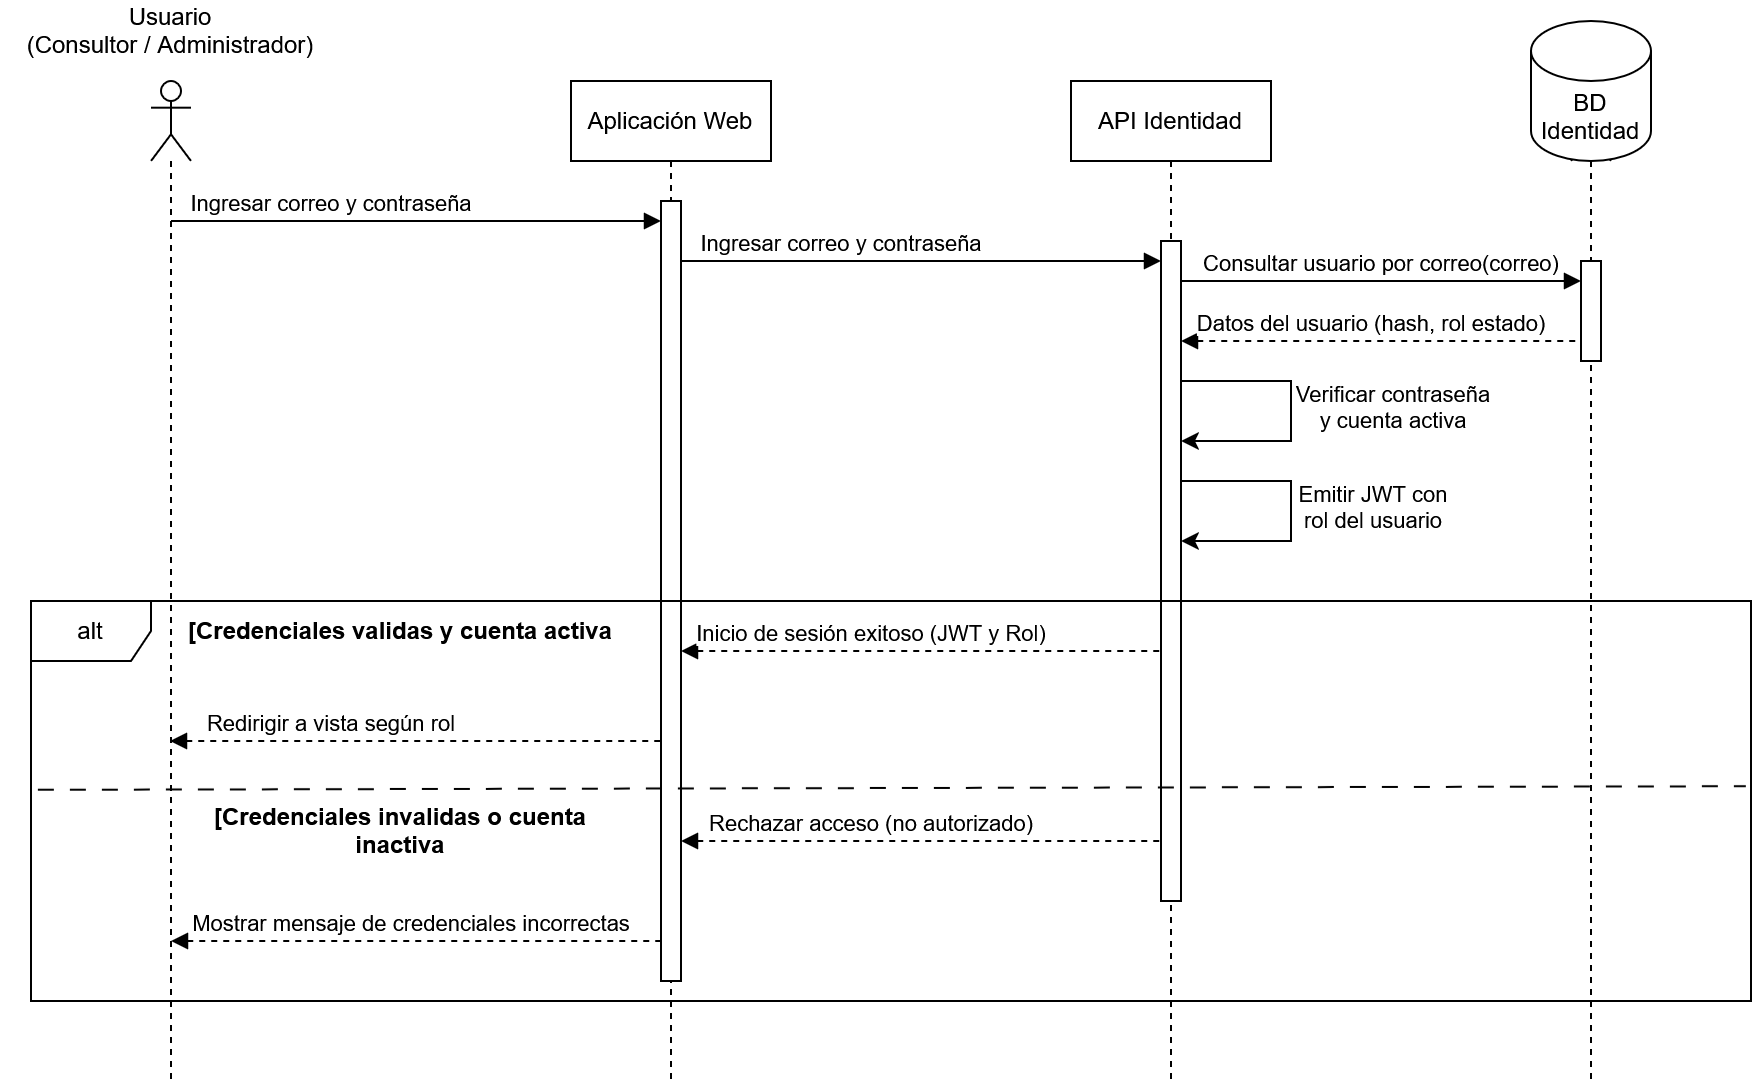 Usuario
(Consultor / Administrador)
Aplicación Web
API Identidad
BD
Identidad
Ingresar correo y contraseña
Ingresar correo y contraseña
Consultar usuario por correo(correo)
Datos del usuario (hash, rol estado)
Verificar contraseña
y cuenta activa
Emitir JWT con
rol del usuario
alt
[Credenciales validas y cuenta activa
Inicio de sesión exitoso (JWT y Rol)
Redirigir a vista según rol
[Credenciales invalidas o cuenta
inactiva
Rechazar acceso (no autorizado)
Mostrar mensaje de credenciales incorrectas